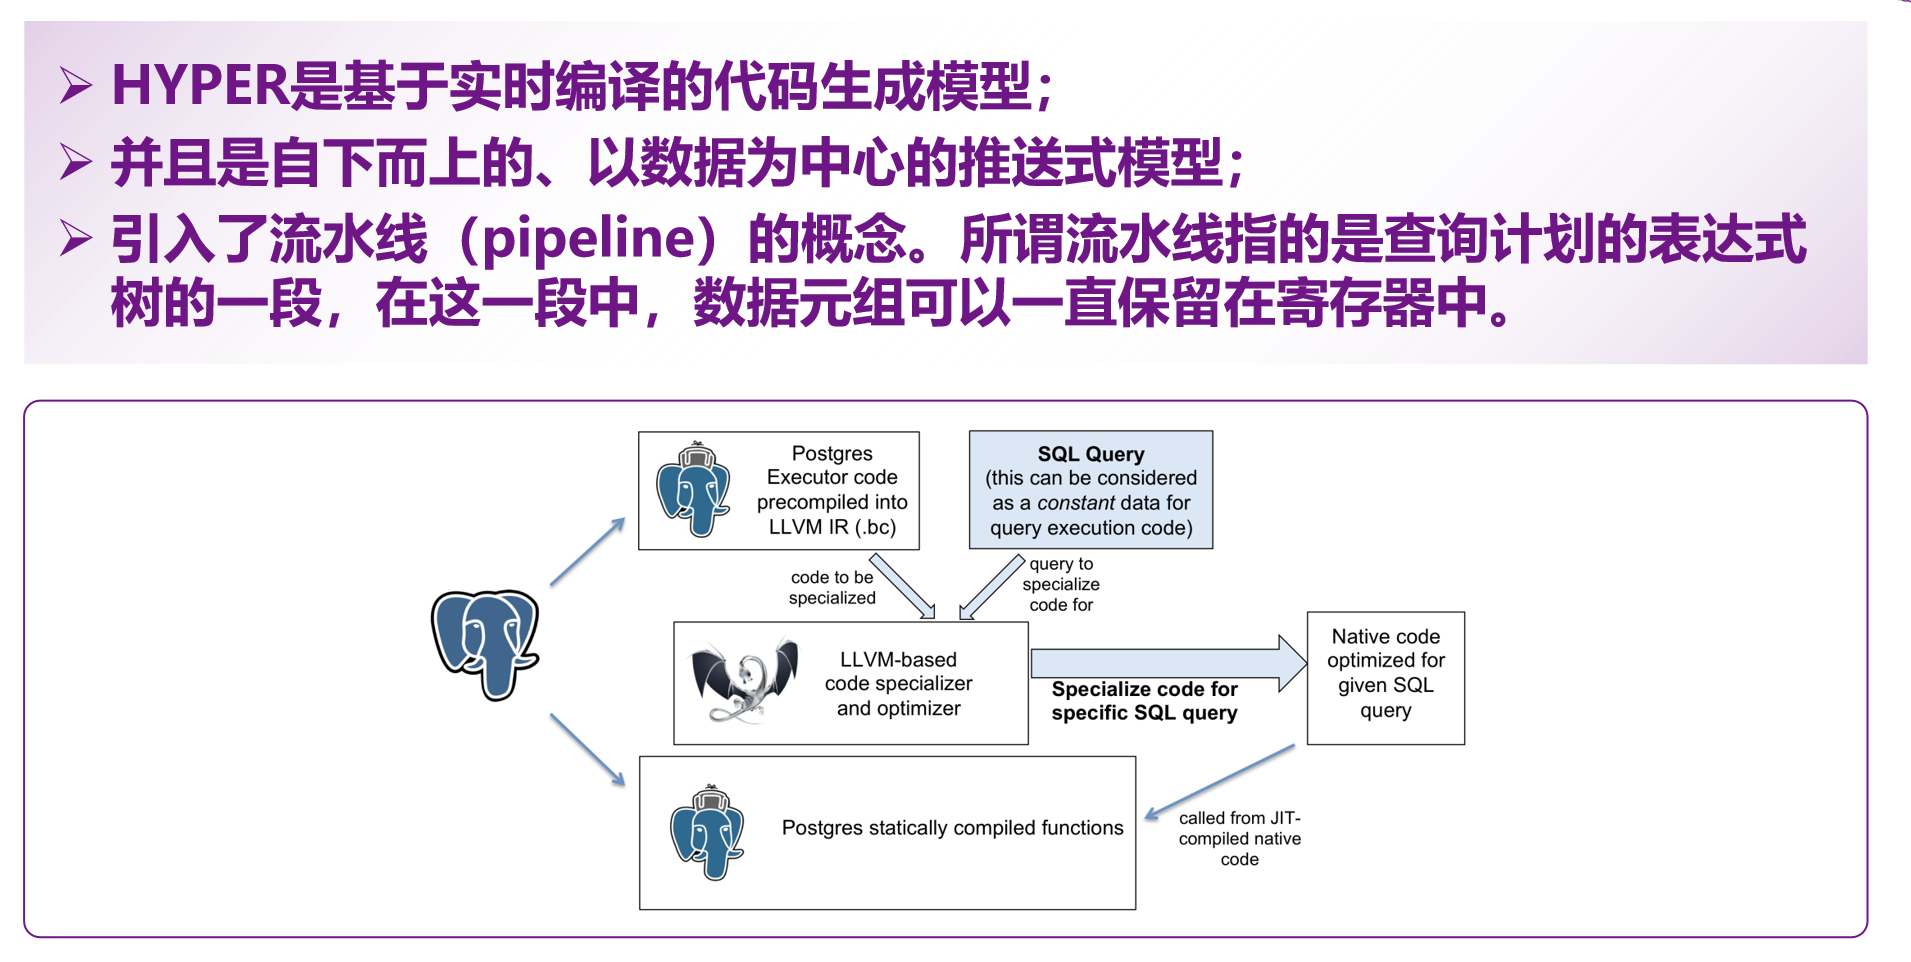 HYPER是基于实时编译的代码生成模型；
并且是自下而上的、以数据为中心的推送式模型；
引入了流水线（pipeline）的概念。所谓流水线指的是查询计划的表达式
树的一段，在这一段中，数据元组可以一直保留在寄存器中。
Postgres
Executor code
precompiled into
LLVM IR (.bc)
SQL Query
(this can be considered
as a constant data for
query execution code)
code to be
specialized
query to
specialize
code for
LLVM-based
code specializer
and optimizer
Specialize code for
specific SQL query
Native code
optimized for
given SQL
query
Postgres statically compiled functions
called from JIT-
compiled native
code